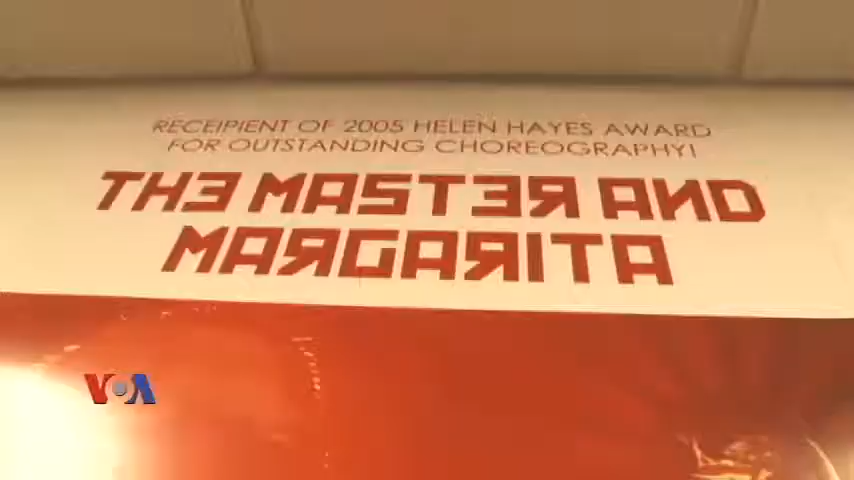 RECEIPIENT OF 2005 HELEN HAYES AWARD
FOR OUTSTANDING CHOREOGRAPHY!
THE MASTER AND
MARGARITA
VOA